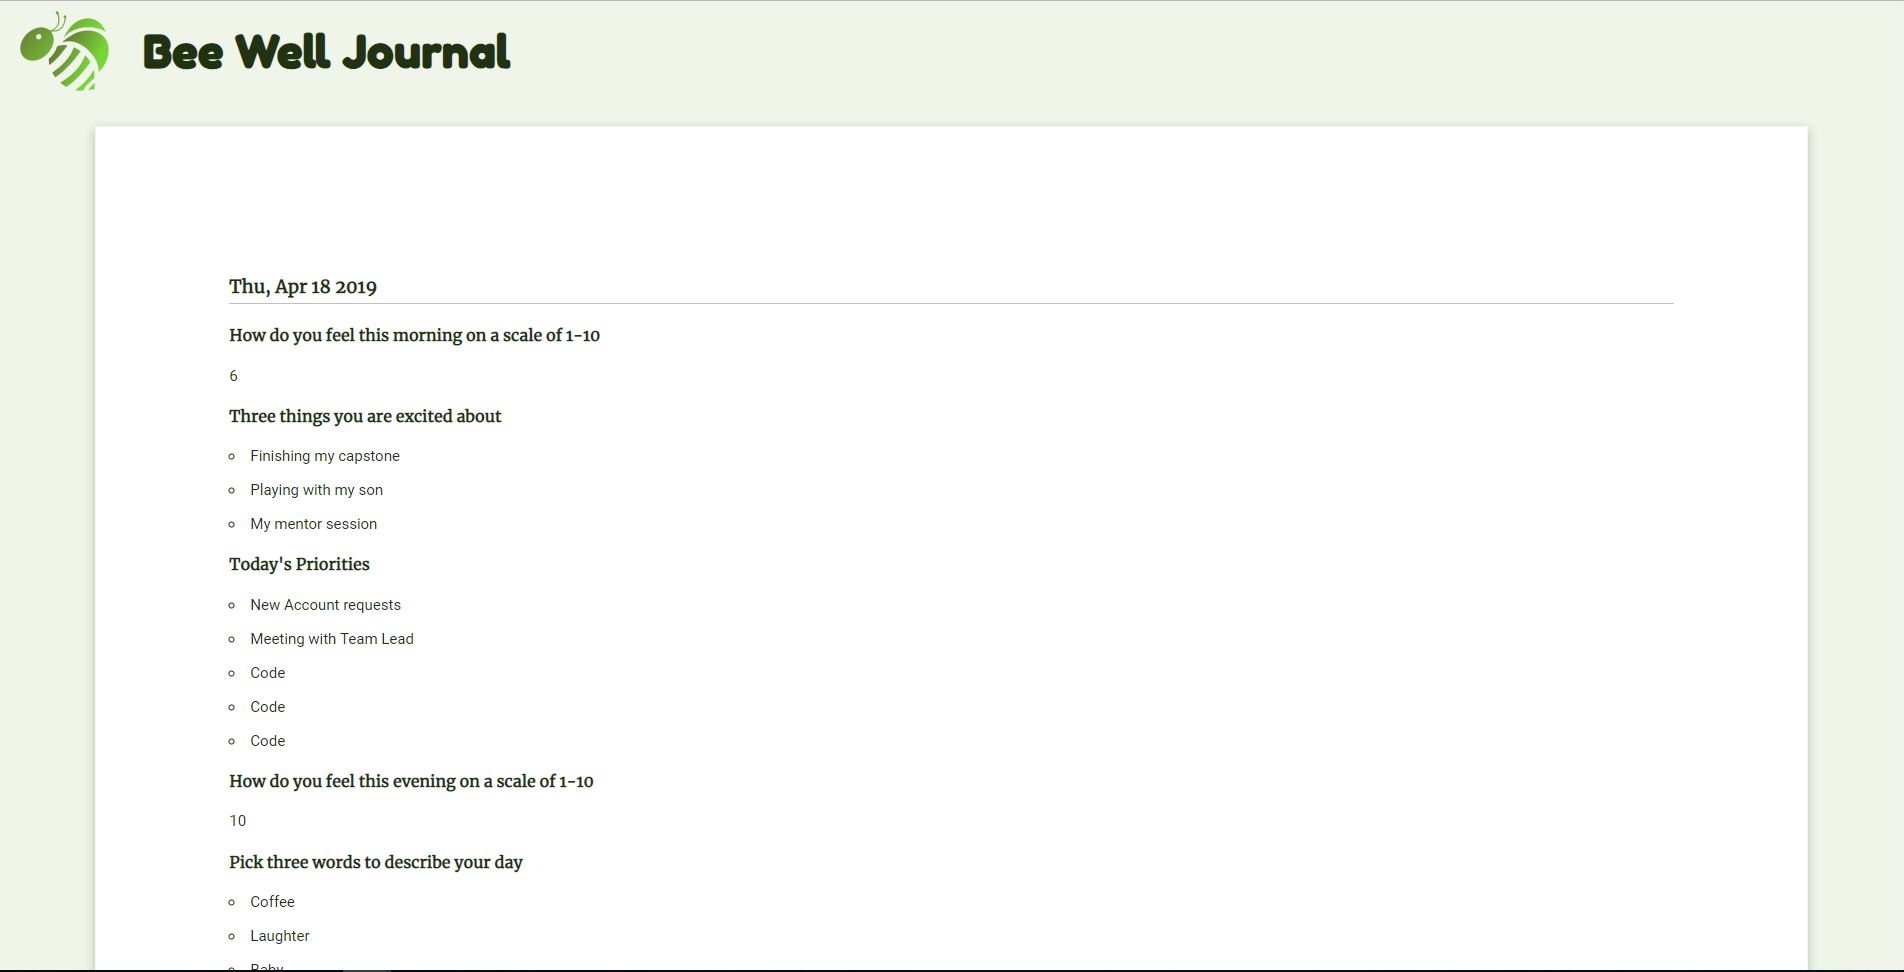 Bee Well Journal
Thu, Apr 18 2019
How do you feel this morning on a scale of 1-10
6
Three things you are excited about
Finishing my capstone
Playing with my son
My mentor session
Today's Priorities
New Account requests
Meeting with Team Lead
Code
Code
Code
How do you feel this evening on a scale of 1-10
10
Pick three words to describe your day
Coffee
Laughter
Baby